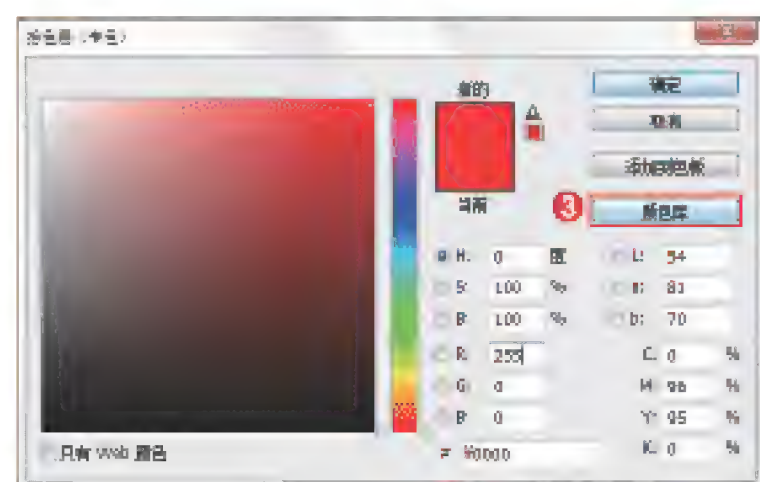 拾色器 (专色)
新的
确定
取消
添加到色板
当前
3
颜色库
H: 0 度
L: 54
S: 100 %
a: 81
B: 100 %
b: 70
R: 255
C: 0 %
G: 0
M: 96 %
B: 0
Y: 95 %
只有 Web 颜色
# ff0000
K: 0 %